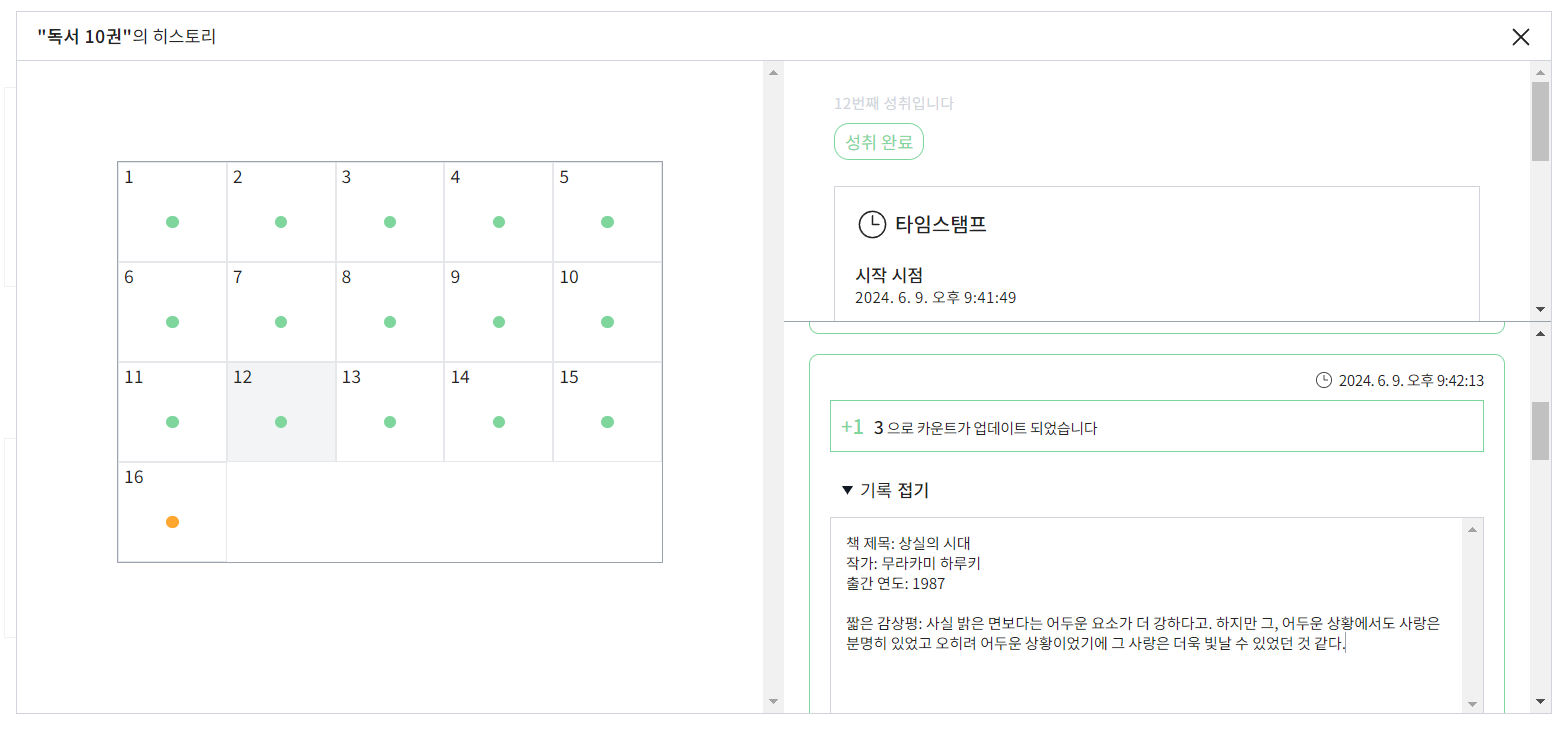 "독서 10권"의 히스토리
1
2
3
4
5
6
7
8
9
10
11
12
13
14
15
16
12번째 성취입니다
성취 완료
타임스탬프
시작 시점
2024. 6. 9. 오후 9:41:49
2024. 6. 9. 오후 9:42:13
+1 3 으로 카운트가 업데이트 되었습니다
▼ 기록 접기
책 제목: 상실의 시대
작가: 무라카미 하루키
출간 연도: 1987
짧은 감상평: 사실 밝은 면보다는 어두운 요소가 더 강하다고. 하지만 그, 어두운 상황에서도 사랑은
분명히 있었고 오히려 어두운 상황이었기에 그 사랑은 더욱 빛날 수 있었던 것 같다.